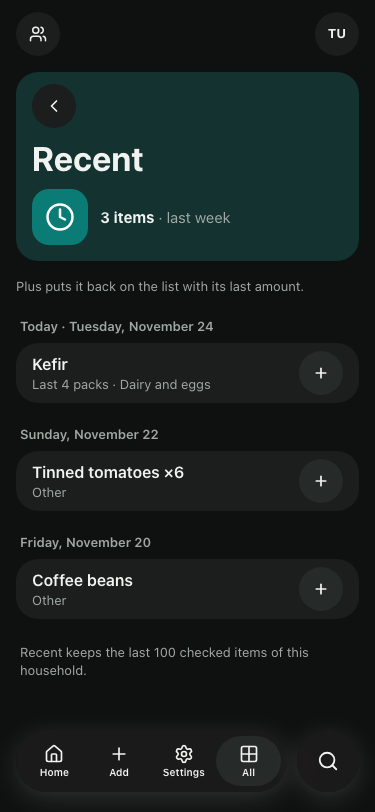 TU
Recent
3 items · last week
Plus puts it back on the list with its last amount.
Today · Tuesday, November 24
Kefir
Last 4 packs · Dairy and eggs
Sunday, November 22
Tinned tomatoes ×6
Other
Friday, November 20
Coffee beans
Other
Recent keeps the last 100 checked items of this
household.
Home
Add
Settings
All